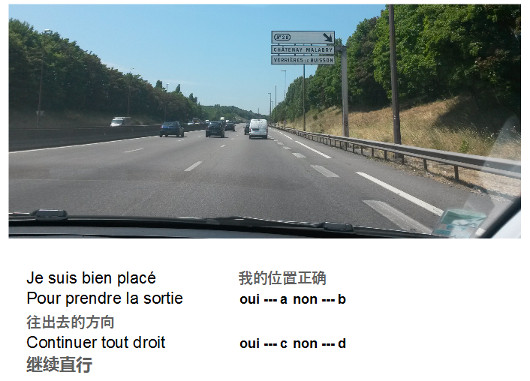 CHÂTENAY MALABRY
VERRIÈRES l BUISSON
Je suis bien placé 我的位置正确
Pour prendre la sortie oui --- a non --- b
往出去的方向
Continuer tout droit oui --- c non --- d
继续直行